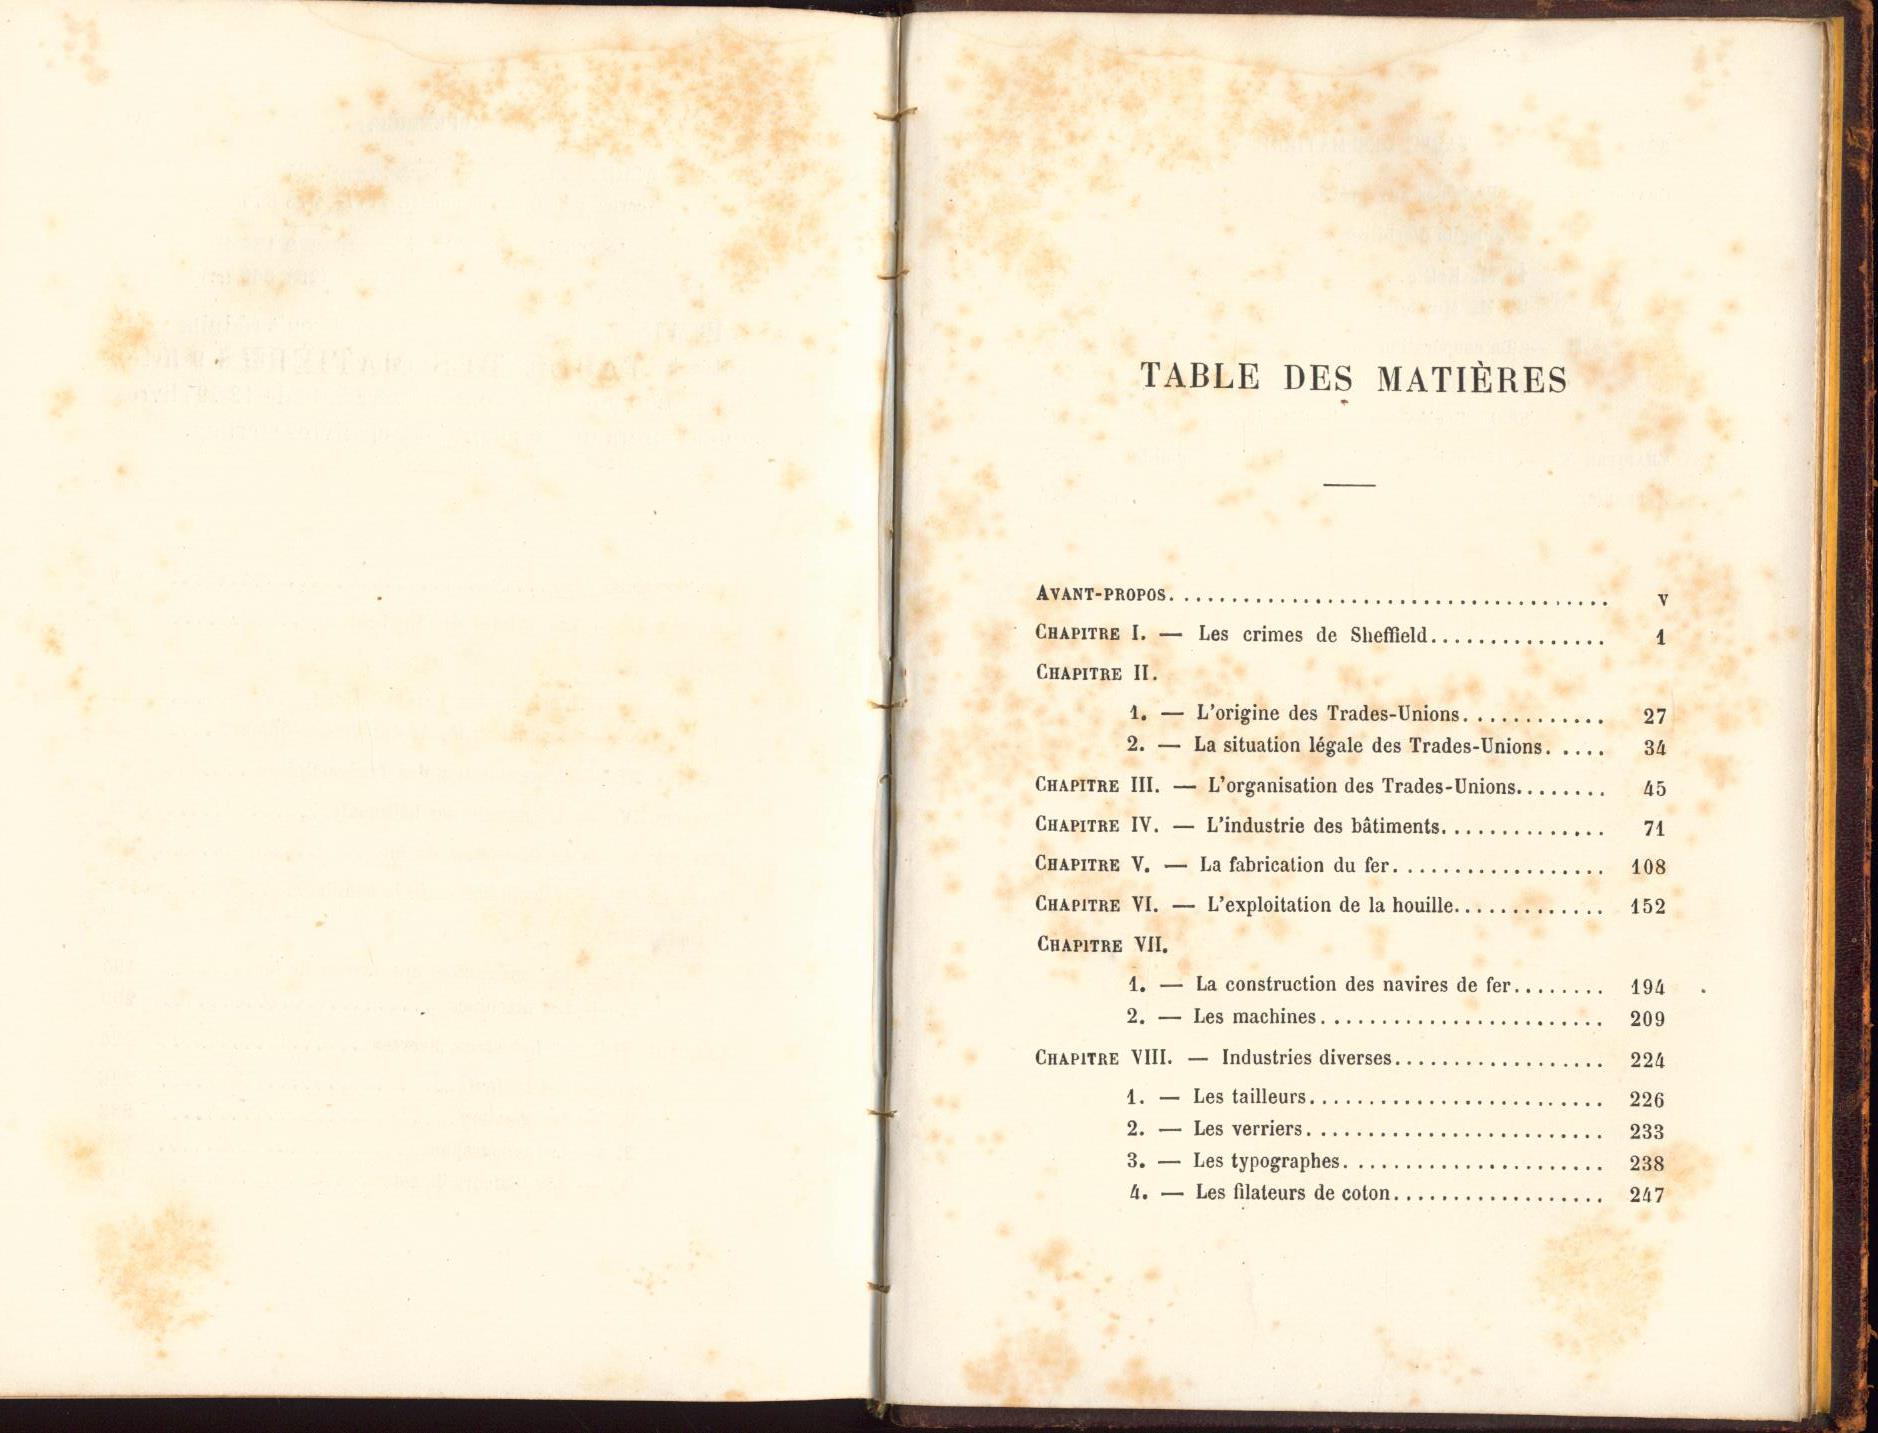 TABLE DES MATIÈRES
AVANT-PROPOS. . . . . . . . . . . . . . . . . . . . . . . . . . . . . . . . . . . . . v
CHAPITRE I. — Les crimes de Sheffield. . . . . . . . . . . . . . . 1
CHAPITRE II.
1. — L'origine des Trades-Unions. . . . . . . . . . . . 27
2. — La situation légale des Trades-Unions. . . . . 34
CHAPITRE III. — L'organisation des Trades-Unions. . . . . . . . 45
CHAPITRE IV. — L'industrie des bâtiments. . . . . . . . . . . . . . 71
CHAPITRE V. — La fabrication du fer. . . . . . . . . . . . . . . . . . 108
CHAPITRE VI. — L'exploitation de la houille. . . . . . . . . . . . . 152
CHAPITRE VII.
1. — La construction des navires de fer. . . . . . . . 194
2. — Les machines. . . . . . . . . . . . . . . . . . . . . . . . 209
CHAPITRE VIII. — Industries diverses. . . . . . . . . . . . . . . . . . 224
1. — Les tailleurs. . . . . . . . . . . . . . . . . . . . . . . . . 226
2. — Les verriers. . . . . . . . . . . . . . . . . . . . . . . . . 233
3. — Les typographes. . . . . . . . . . . . . . . . . . . . . . 238
4. — Les filateurs de coton. . . . . . . . . . . . . . . . . . 247